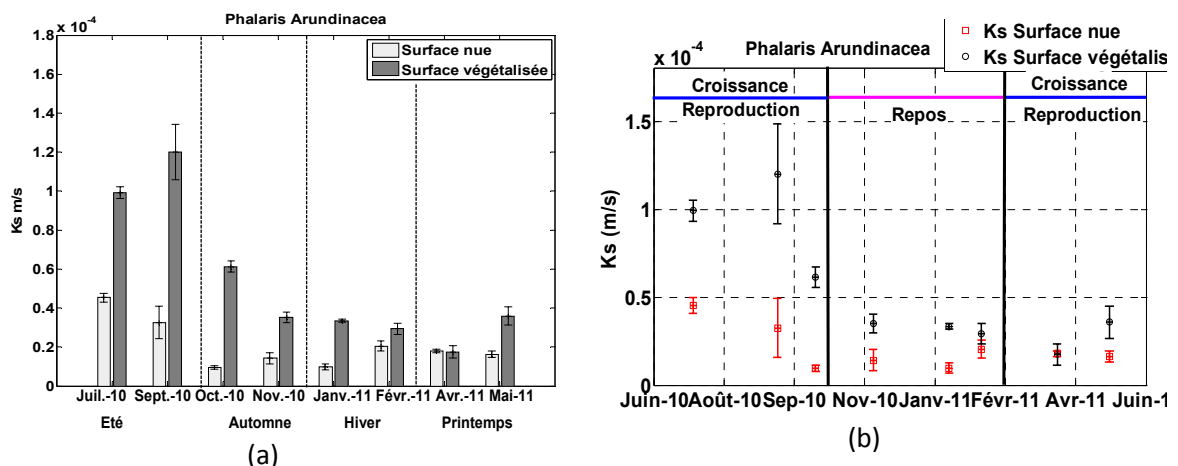 Phalaris Arundinacea
x 10⁻⁴
1.8
1.6
1.4
1.2
1
0.8
0.6
0.4
0.2
0
Ks m/s
Surface nue
Surface végétalisée
Juil.-10 Sept.-10 Oct.-10 Nov.-10 Janv.-11 Févr.-11 Avr.-11 Mai-11
Eté Automne Hiver Printemps
(a)
Ks Surface nue
Ks Surface végétalis
Phalaris Arundinacea
x 10⁻⁴
Croissance Croissance
Reproduction Repos Reproduction
1.5
1
0.5
0
Ks (m/s)
Juin-10 Août-10 Sep-10 Nov-10 Janv-11 Févr-11 Avr-11 Juin-1
(b)